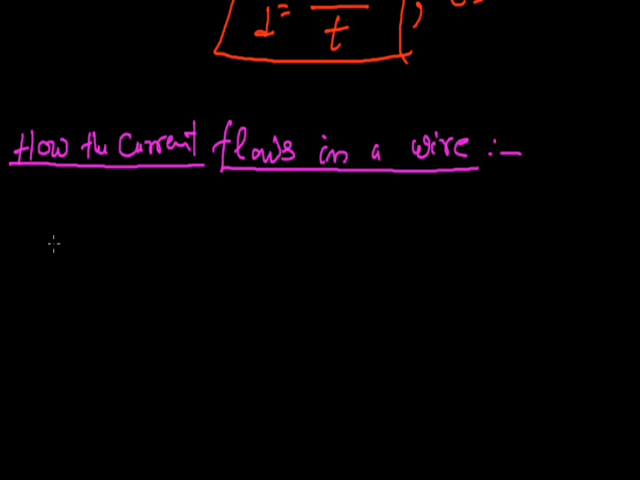 I = 
t ,
How the Current flows in a wire :-